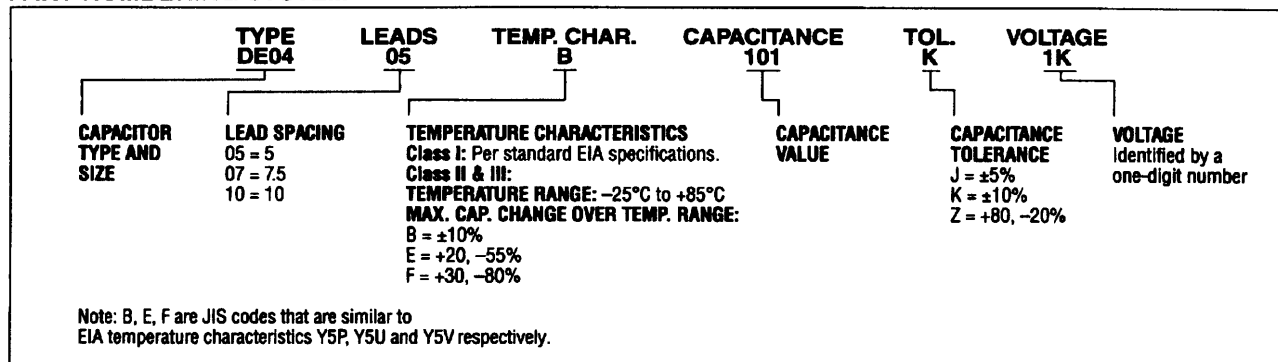 TYPE LEADS TEMP. CHAR. CAPACITANCE TOL. VOLTAGE
DE04 05 B 101 K 1K
CAPACITOR TYPE AND SIZE
LEAD SPACING
05 = 5
07 = 7.5
10 = 10
TEMPERATURE CHARACTERISTICS
Class I: Per standard EIA specifications.
Class II & III:
TEMPERATURE RANGE: –25°C to +85°C
MAX. CAP. CHANGE OVER TEMP. RANGE:
B = ±10%
E = +20, –55%
F = +30, –80%
CAPACITANCE VALUE
CAPACITANCE TOLERANCE
J = ±5%
K = ±10%
Z = +80, –20%
VOLTAGE
Identified by a
one-digit number
Note: B, E, F are JIS codes that are similar to
EIA temperature characteristics Y5P, Y5U and Y5V respectively.